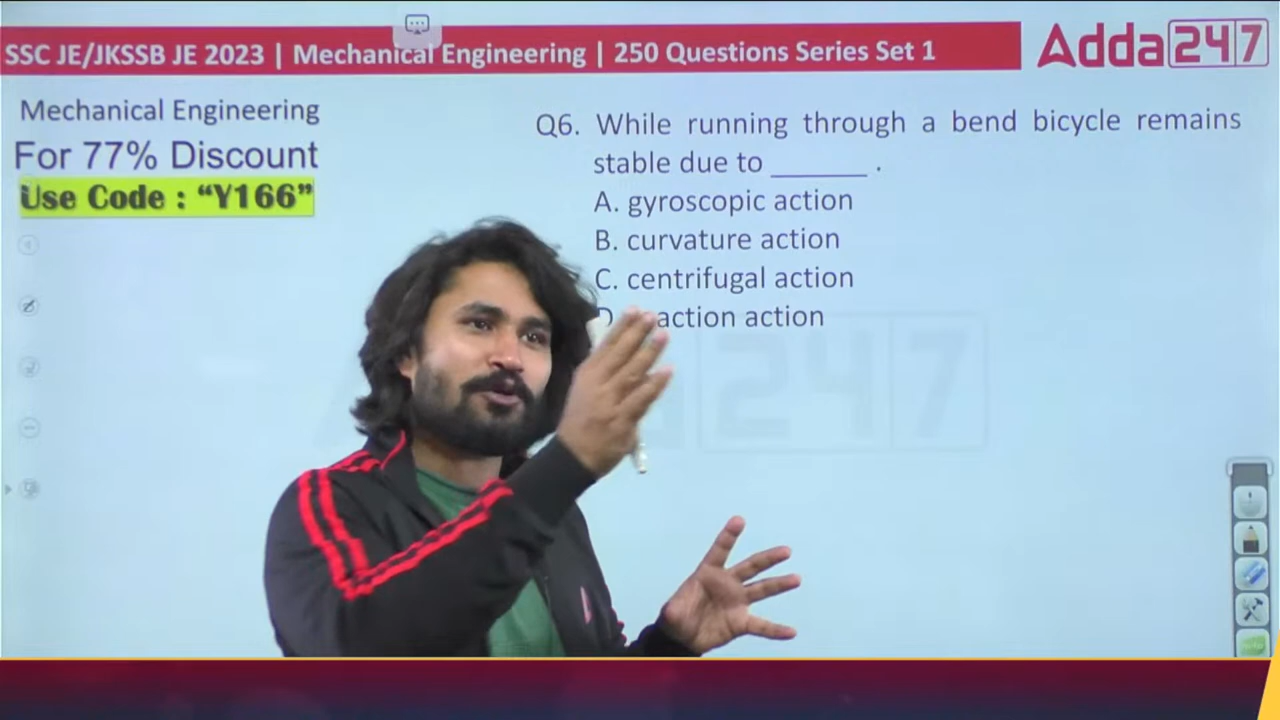 SSC JE/JKSSB JE 2023 | Mechanical Engineering | 250 Questions Series Set 1
Adda247
Mechanical Engineering
For 77% Discount
Use Code : “Y166”
Q6. While running through a bend bicycle remains
stable due to ______ .
A. gyroscopic action
B. curvature action
C. centrifugal action
action action
247